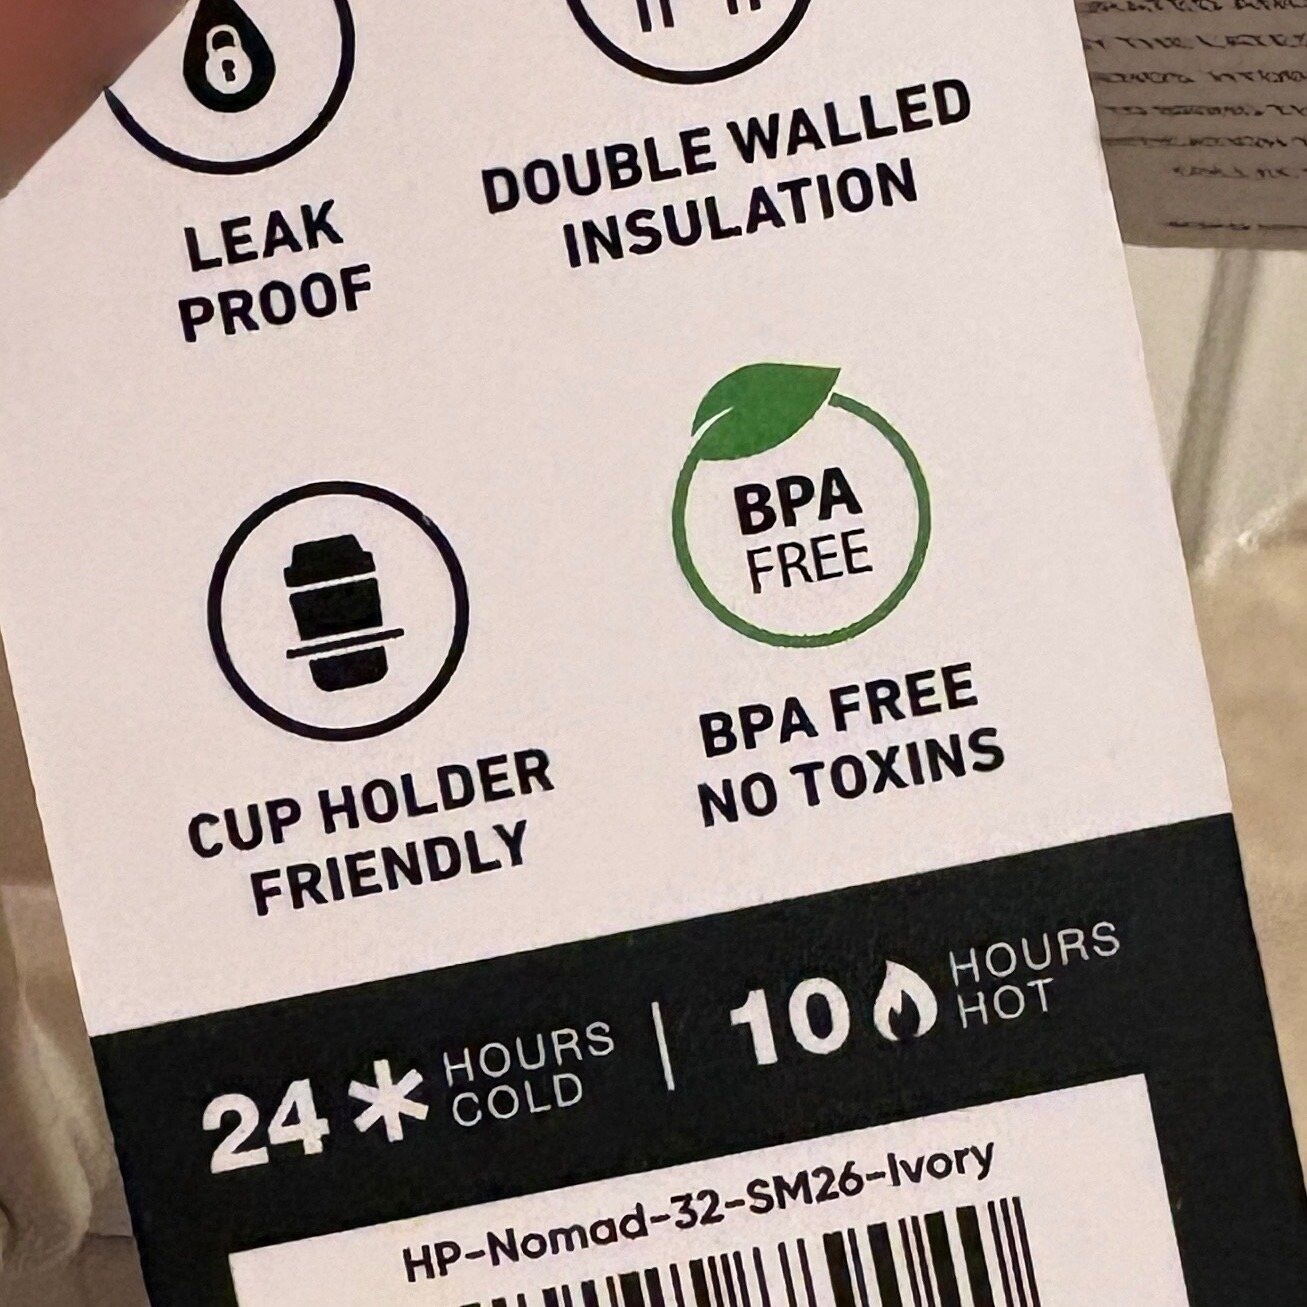 LEAK
PROOF
DOUBLE WALLED
INSULATION
BPA
FREE
CUP HOLDER
FRIENDLY
BPA FREE
NO TOXINS
24 * HOURS
COLD
| 10 HOURS
HOT
HP-Nomad-32-SM26-Ivory